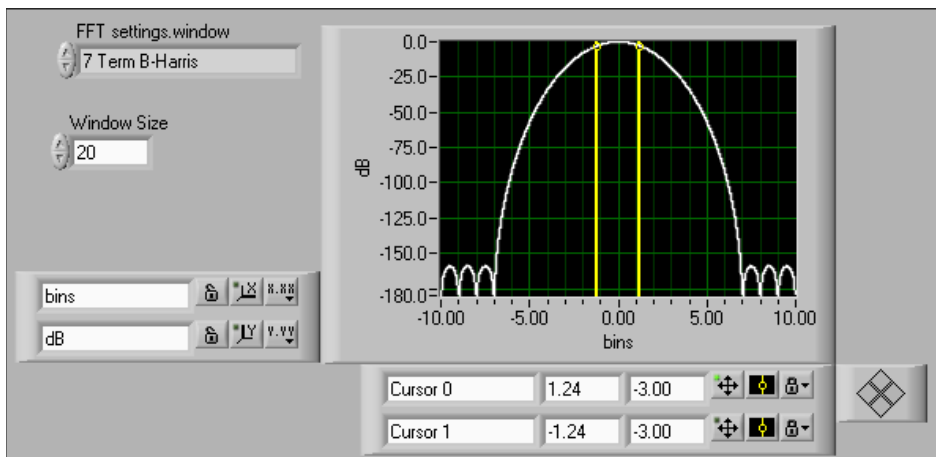 FFT settings.window
7 Term B-Harris
Window Size
20
0.0
-25.0
-50.0
-75.0
-100.0
-125.0
-150.0
-180.0
dB
-10.00 -5.00 0.00 5.00 10.00
bins
bins X X.XX
dB Y Y.YY
Cursor 0 1.24 -3.00
Cursor 1 -1.24 -3.00